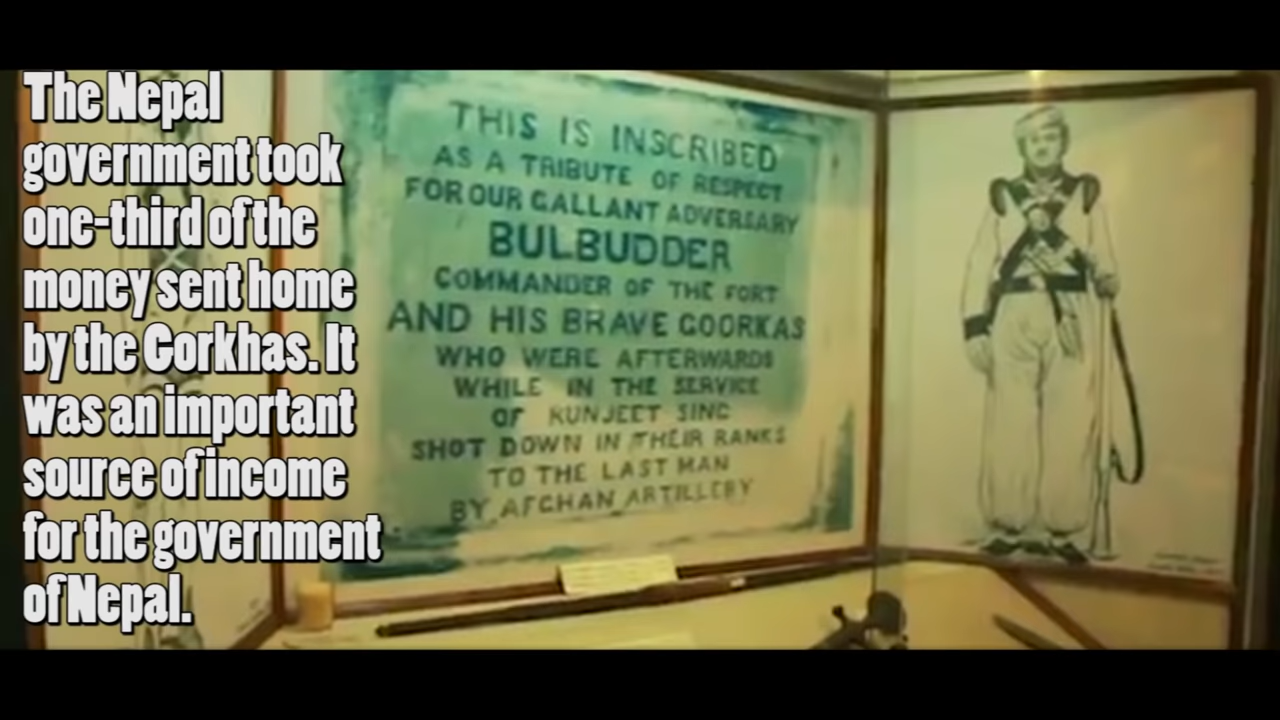 The Nepal
government took
one-third of the
money sent home
by the Gorkhas. It
was an important
source of income
for the government
of Nepal.
THIS IS INSCRIBED
AS A TRIBUTE OF RESPECT
FOR OUR GALLANT ADVERSARY
BULBUDDER
COMMANDER OF THE FORT
AND HIS BRAVE GOORKAS
WHO WERE AFTERWARDS
WHILE IN THE SERVICE
OF RUNJEET SING
SHOT DOWN IN THEIR RANKS
TO THE LAST MAN
BY AFGHAN ARTILLERY